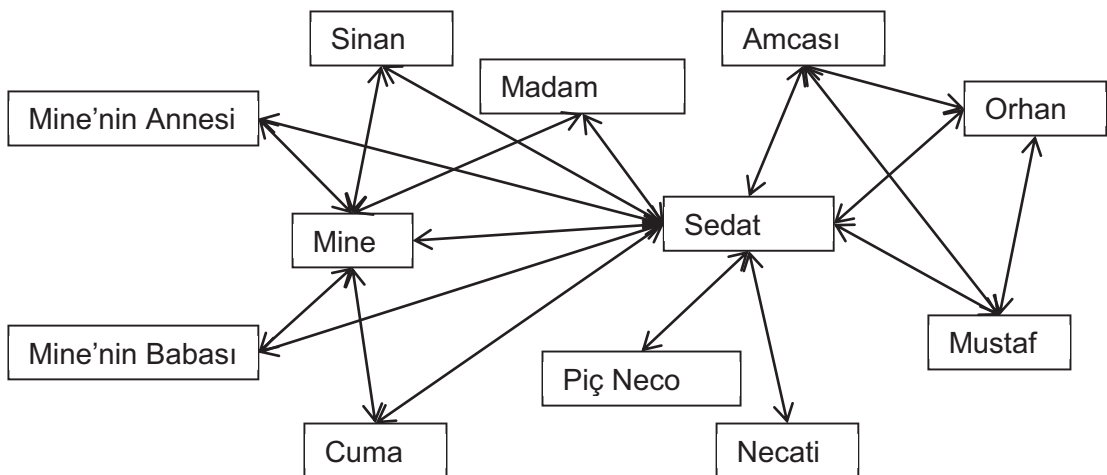 Sinan
Amcası
Madam
Orhan
Mine’nin Annesi
Mine
Sedat
Mine’nin Babası
Mustaf
Piç Neco
Cuma
Necati